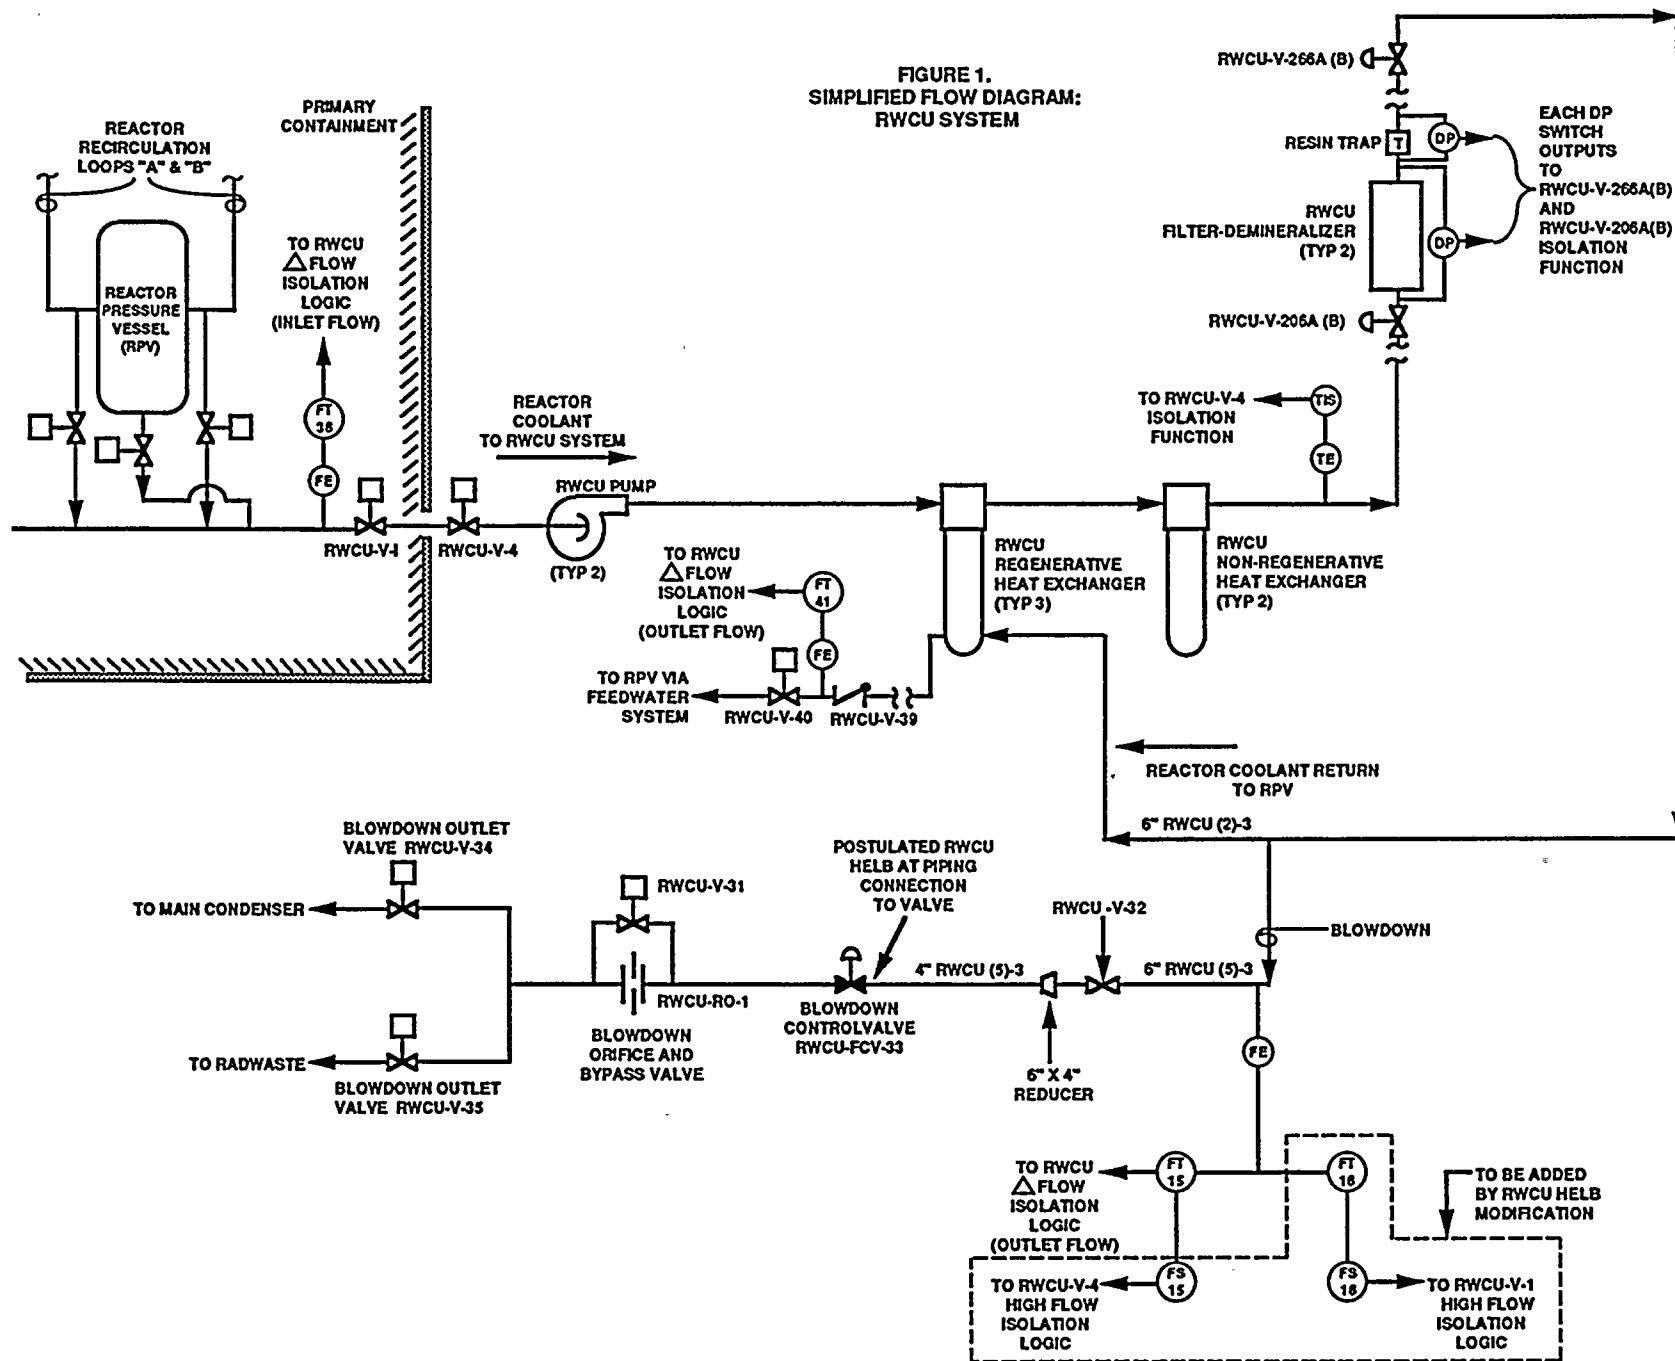 FIGURE 1.
SIMPLIFIED FLOW DIAGRAM:
RWCU SYSTEM
REACTOR
RECIRCULATION
LOOPS "A" & "B"
PRIMARY
CONTAINMENT
REACTOR
PRESSURE
VESSEL
(RPV)
TO RWCU
△ FLOW
ISOLATION
LOGIC
(INLET FLOW)
FT
36
FE
RWCU-V-1
RWCU-V-4
REACTOR
COOLANT
TO RWCU SYSTEM
RWCU PUMP
(TYP 2)
RWCU
REGENERATIVE
HEAT EXCHANGER
(TYP 3)
RWCU
NON-REGENERATIVE
HEAT EXCHANGER
(TYP 2)
TO RWCU-V-4
ISOLATION
FUNCTION
TIS
TE
RWCU-V-266A (B)
RESIN TRAP
T
DP
RWCU
FILTER-DEMINERALIZER
(TYP 2)
DP
RWCU-V-206A (B)
EACH DP
SWITCH
OUTPUTS
TO
RWCU-V-266A(B)
AND
RWCU-V-206A(B)
ISOLATION
FUNCTION
TO RWCU
△ FLOW
ISOLATION
LOGIC
(OUTLET FLOW)
FT
41
FE
TO RPV VIA
FEEDWATER
SYSTEM
RWCU-V-40
RWCU-V-39
REACTOR COOLANT RETURN
TO RPV
6" RWCU (2)-3
BLOWDOWN OUTLET
VALVE RWCU-V-34
TO MAIN CONDENSER
TO RADWASTE
BLOWDOWN OUTLET
VALVE RWCU-V-35
RWCU-V-31
RWCU-RO-1
BLOWDOWN
ORIFICE AND
BYPASS VALVE
POSTULATED RWCU
HELB AT PIPING
CONNECTION
TO VALVE
BLOWDOWN
CONTROLVALVE
RWCU-FCV-33
4" RWCU (5)-3
RWCU -V-32
6" X 4"
REDUCER
6" RWCU (5)-3
BLOWDOWN
FE
TO RWCU
△ FLOW
ISOLATION
LOGIC
(OUTLET FLOW)
FT
15
FT
16
TO BE ADDED
BY RWCU HELB
MODIFICATION
TO RWCU-V-4
HIGH FLOW
ISOLATION
LOGIC
FS
15
FS
16
TO RWCU-V-1
HIGH FLOW
ISOLATION
LOGIC